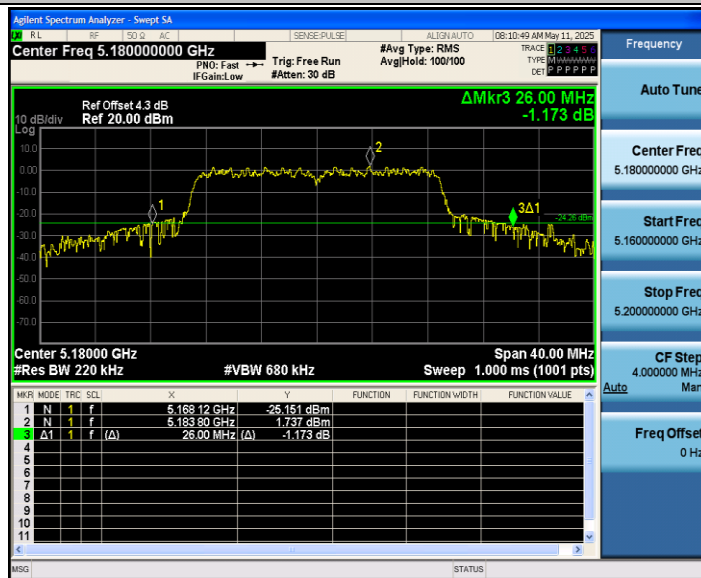 Agilent Spectrum Analyzer - Swept SA
RL RF 50 Ω AC SENSE:PULSE ALIGNAUTO 08:10:49 AM May 11, 2025
Center Freq 5.180000000 GHz #Avg Type: RMS TRACE 1 2 3 4 5 6
PNO: Fast Trig: Free Run Avg|Hold: 100/100 TYPE M
IFGain:Low #Atten: 30 dB DET P P P P P P
ΔMkr3 26.00 MHz
Ref Offset 4.3 dB
-1.173 dB
10 dB/div Ref 20.00 dBm
Log
10.0
0.00
-10.0
-20.0
-30.0
-40.0
-50.0
-60.0
-70.0
1
2
3Δ1
-24.26 dBm
Center 5.18000 GHz Span 40.00 MHz
#Res BW 220 kHz #VBW 680 kHz Sweep 1.000 ms (1001 pts)
MKR MODE TRC SCL X Y FUNCTION FUNCTION WIDTH FUNCTION VALUE
1 N 1 f 5.168 12 GHz -25.151 dBm
2 N 1 f 5.183 80 GHz 1.737 dBm
3 Δ1 1 f (Δ) 26.00 MHz (Δ) -1.173 dB
4
5
6
7
8
9
10
11
MSG STATUS
Frequency
Auto Tune
Center Freq
5.180000000 GHz
Start Freq
5.160000000 GHz
Stop Freq
5.200000000 GHz
CF Step
4.000000 MHz
Auto Man
Freq Offset
0 Hz